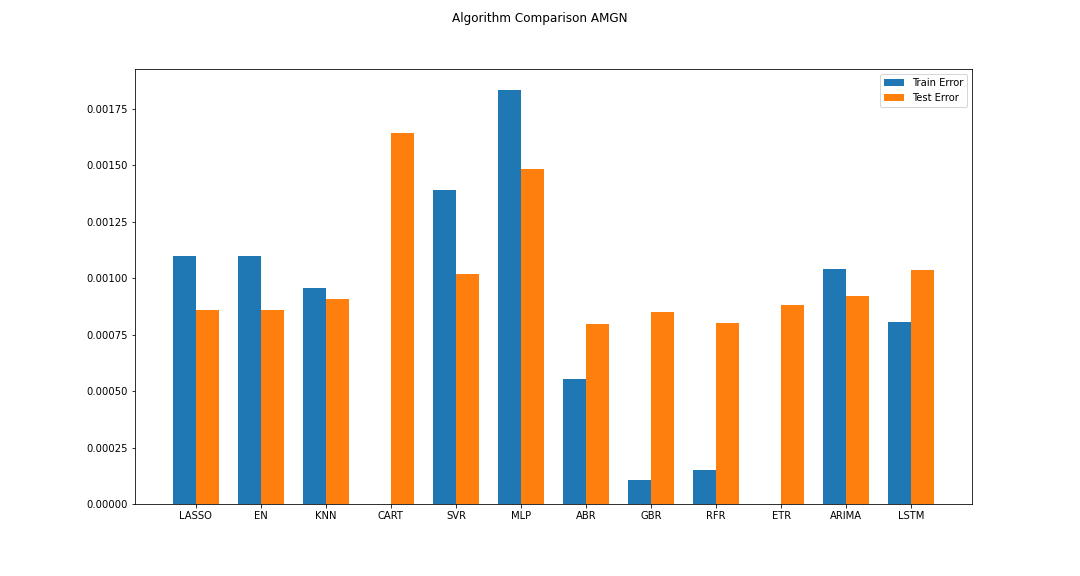 Algorithm Comparison AMGN
Train Error
Test Error
0.00175
0.00150
0.00125
0.00100
0.00075
0.00050
0.00025
0.00000
LASSO EN KNN CART SVR MLP ABR GBR RFR ETR ARIMA LSTM